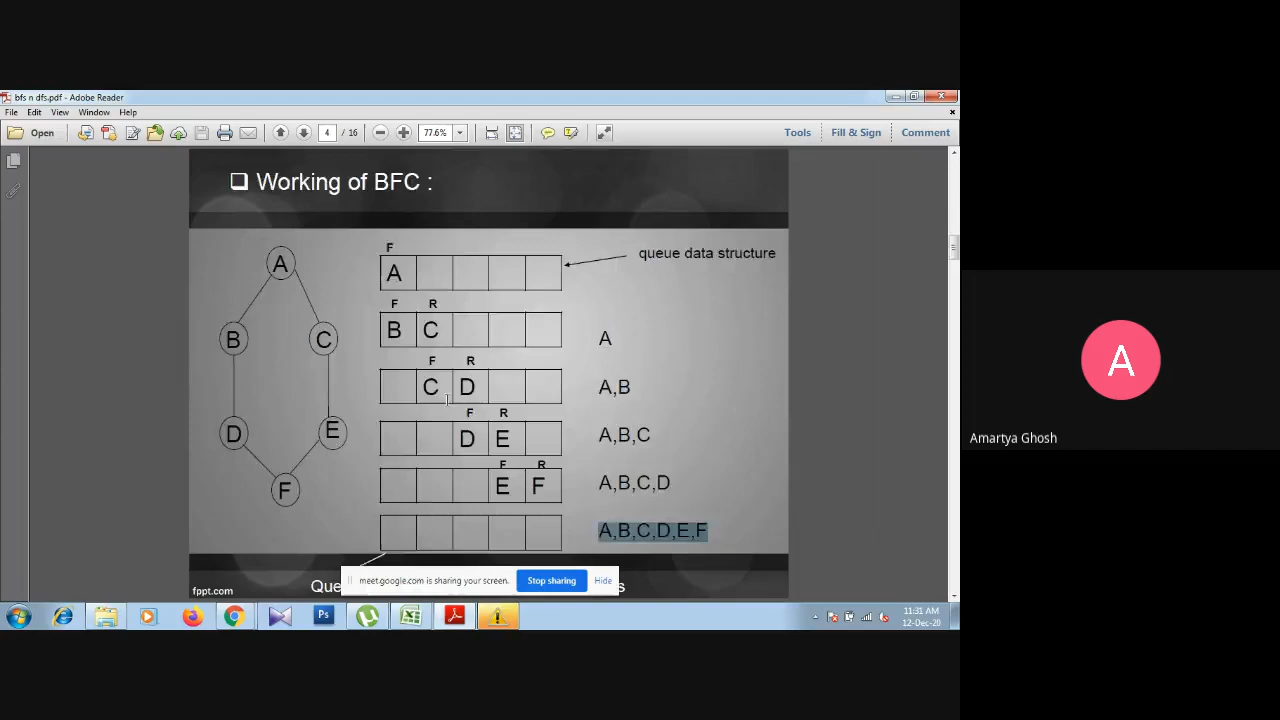 bfs n dfs.pdf - Adobe Reader
File Edit View Window Help
Open 4 / 16 77.6% Tools Fill & Sign Comment
Working of BFC :
F
A
queue data structure
A
F R
B C
A
B C
F R
C D
A,B
F R
D E
A,B,C
D E
F R
E F
A,B,C,D
F
A,B,C,D,E,F
meet.google.com is sharing your screen. Stop sharing Hide
fppt.com
Ps
11:31 AM
12-Dec-20
A
Amartya Ghosh